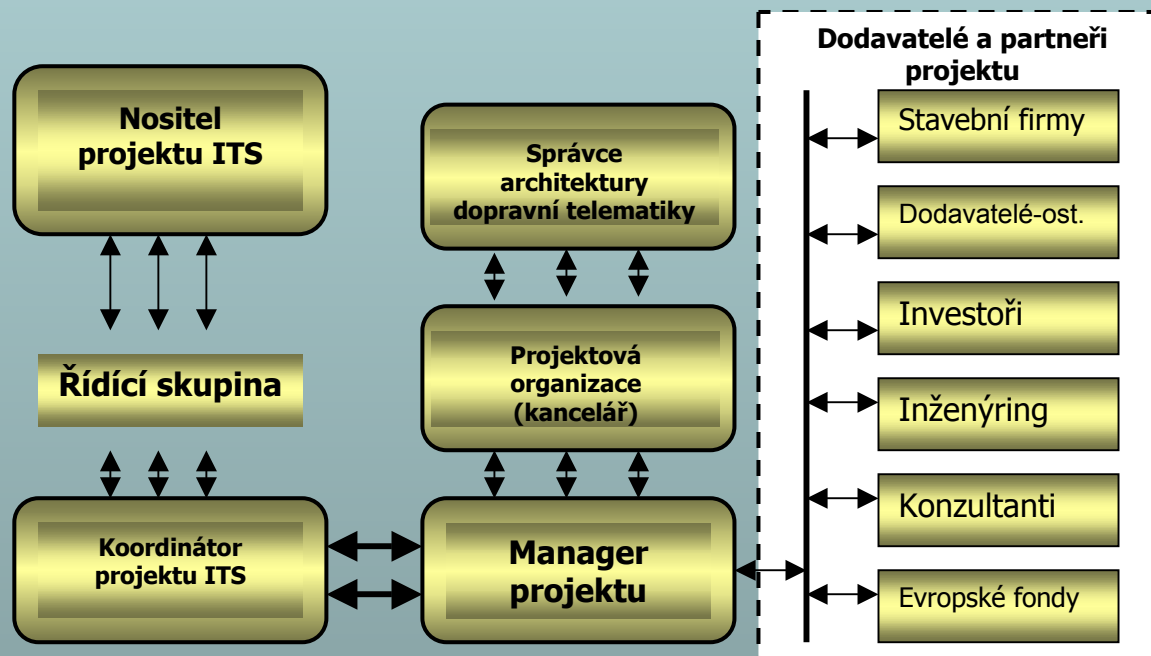 Nositel
projektu ITS
Řídící skupina
Koordinátor
projektu ITS
Správce
architektury
dopravní telematiky
Projektová
organizace
(kancelář)
Manager
projektu
Dodavatelé a partneři
projektu
Stavební firmy
Dodavatelé-ost.
Investoři
Inženýring
Konzultanti
Evropské fondy